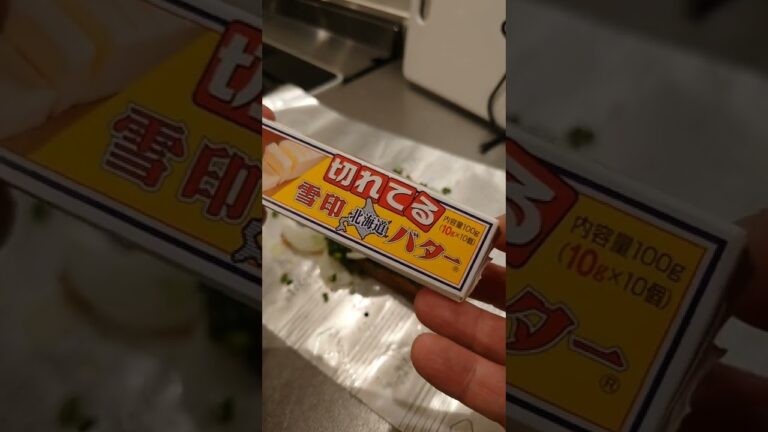 切れてる
雪印
北海道
バター®
内容量100g
(10g×10個)